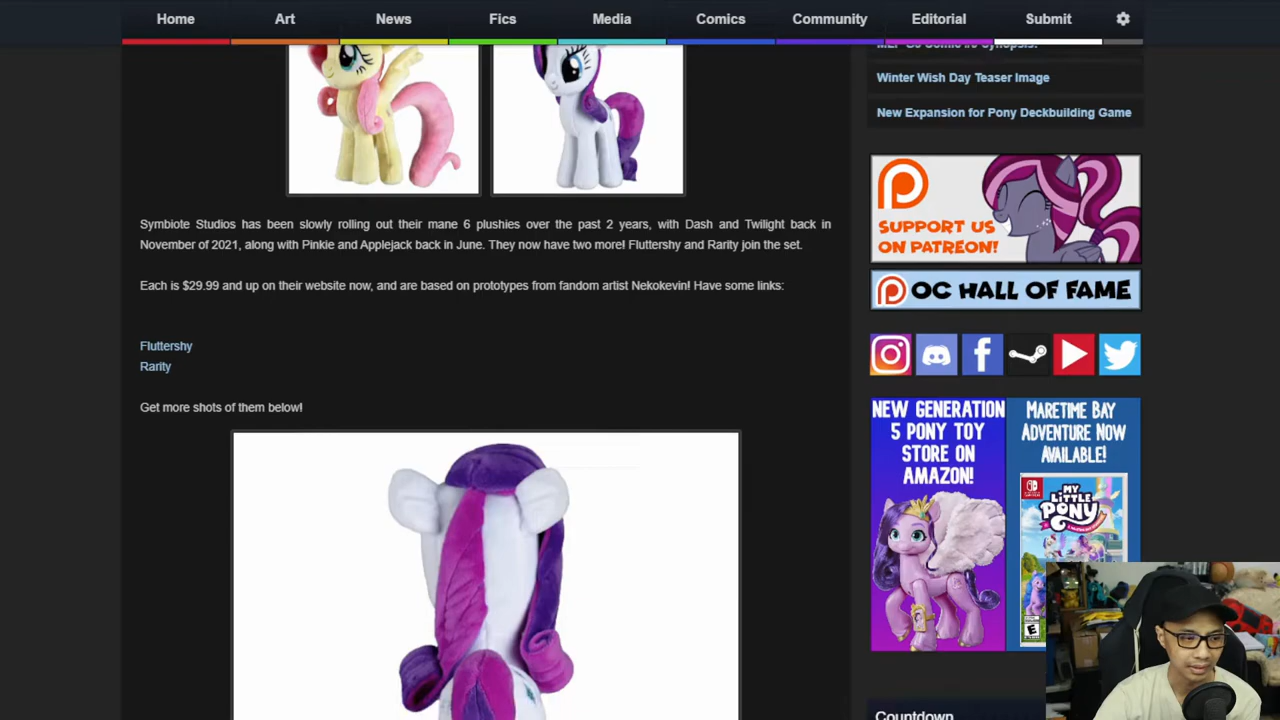 Home Art News Fics Media Comics Community Editorial Submit
Winter Wish Day Teaser Image
New Expansion for Pony Deckbuilding Game
SUPPORT US
ON PATREON!
OC HALL OF FAME
Symbiote Studios has been slowly rolling out their mane 6 plushies over the past 2 years, with Dash and Twilight back in
November of 2021, along with Pinkie and Applejack back in June. They now have two more! Fluttershy and Rarity join the set.
Each is $29.99 and up on their website now, and are based on prototypes from fandom artist Nekokevin! Have some links:
Fluttershy
Rarity
Get more shots of them below!
NEW GENERATION
5 PONY TOY
STORE ON
AMAZON!
MARETIME BAY
ADVENTURE NOW
AVAILABLE!
MY
LITTLE
PONY
E
Countdown